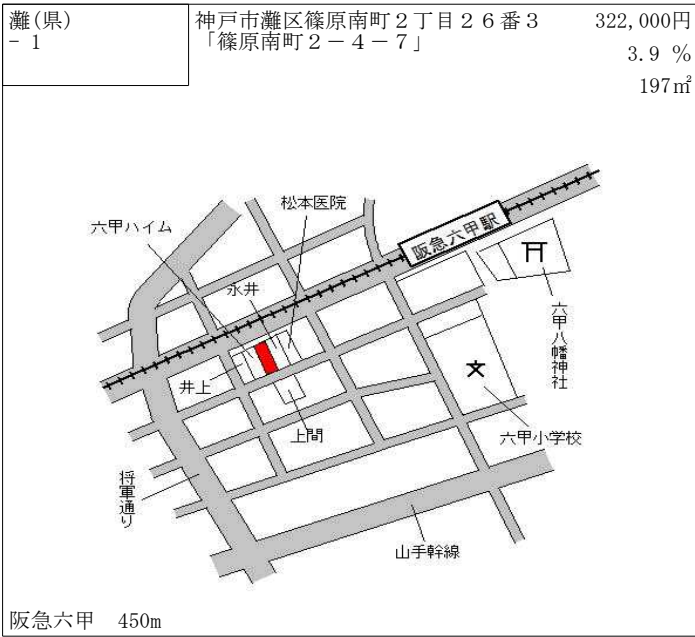 灘(県)
- 1
神戸市灘区篠原南町２丁目２６番３
「篠原南町２－４－７」
322,000円
3.9 %
197㎡
松本医院
六甲ハイム
阪急六甲駅
永井
六甲八幡神社
井上
上間
六甲小学校
将軍通り
山手幹線
阪急六甲 450m